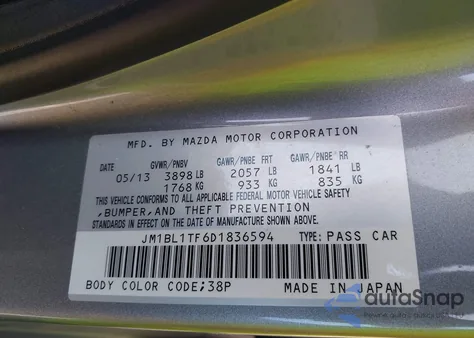 MFD. BY MAZDA MOTOR CORPORATION
DATE GVWR/PNBV GAWR/PNBE FRT GAWR/PNBE RR
05/13 3898 LB 2057 LB 1841 LB
1768 KG 933 KG 835 KG
THIS VEHICLE CONFORMS TO ALL APPLICABLE FEDERAL MOTOR VEHICLE SAFETY
,BUMPER,AND THEFT PREVENTION
STANDARDS IN EFFECT ON THE DATE OF MANUFACTURE SHOWN ABOVE.
JM1BL1TF6D1836594 TYPE: PASS CAR
BODY COLOR CODE;38P MADE IN JAPAN
autoSnap